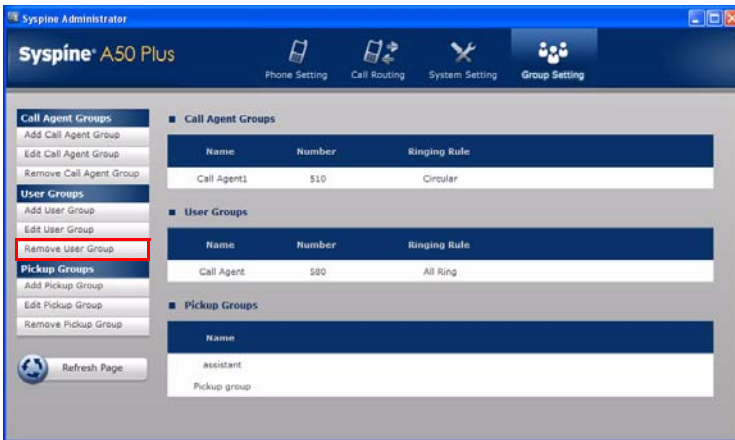 Syspine Administrator
Syspine® A50 Plus
Phone Setting
Call Routing
System Setting
Group Setting
Call Agent Groups
Add Call Agent Group
Edit Call Agent Group
Remove Call Agent Group
User Groups
Add User Group
Edit User Group
Remove User Group
Pickup Groups
Add Pickup Group
Edit Pickup Group
Remove Pickup Group
Refresh Page
Call Agent Groups
Name Number Ringing Rule
Call Agent1 510 Circular
User Groups
Name Number Ringing Rule
Call Agent 580 All Ring
Pickup Groups
Name
assistant
Pickup group